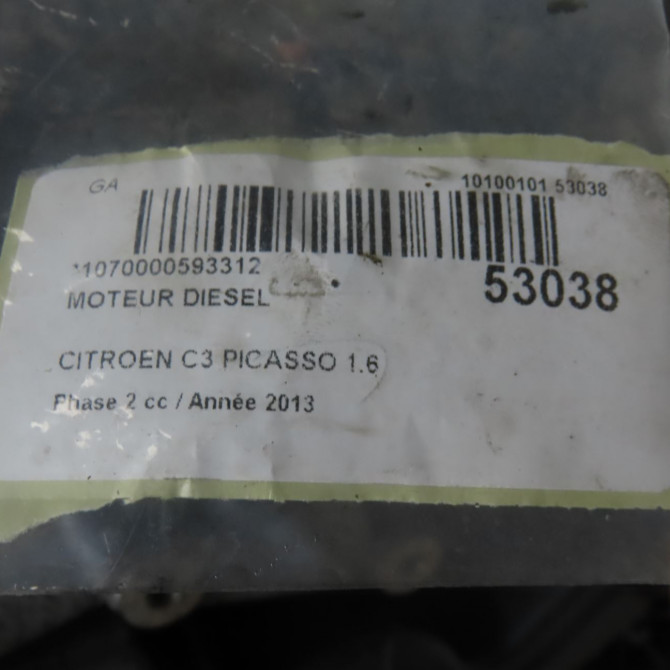 GA 10100101 53038
*1070000593312
53038
MOTEUR DIESEL
CITROEN C3 PICASSO 1.6
Phase 2 cc / Année 2013